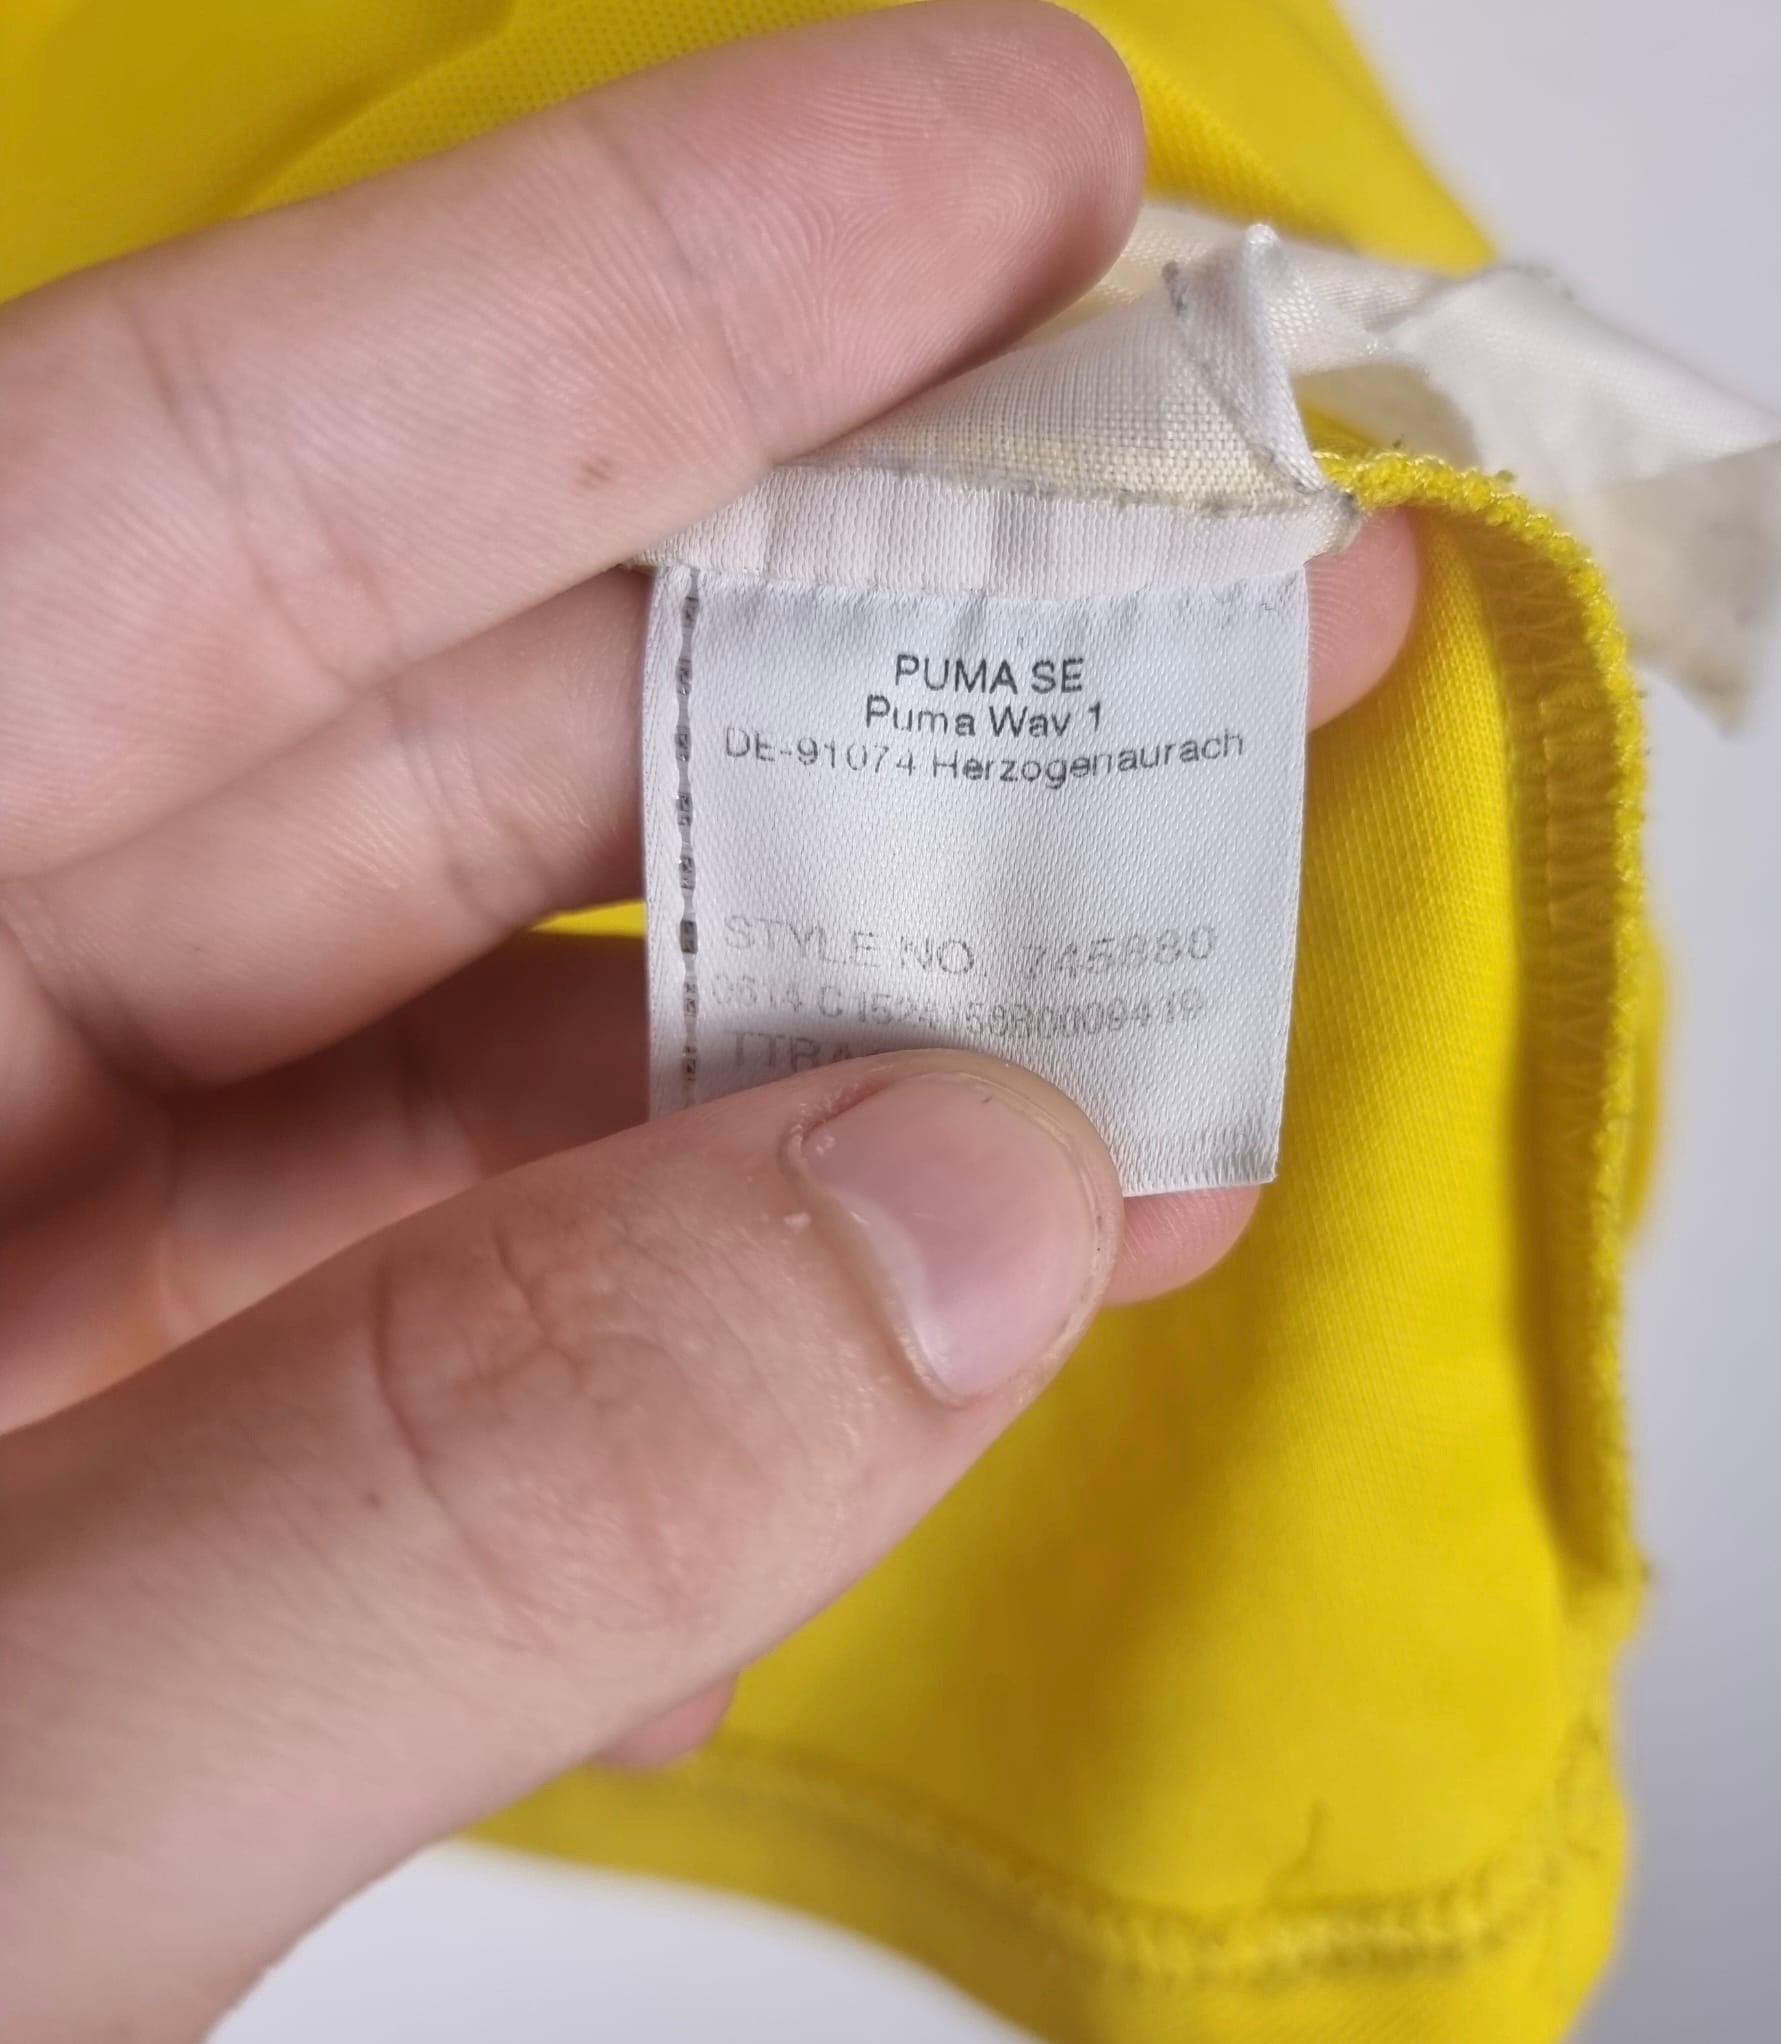 PUMA SE
Puma Way 1
DE-91074 Herzogenaurach
STYLE NO. 745880